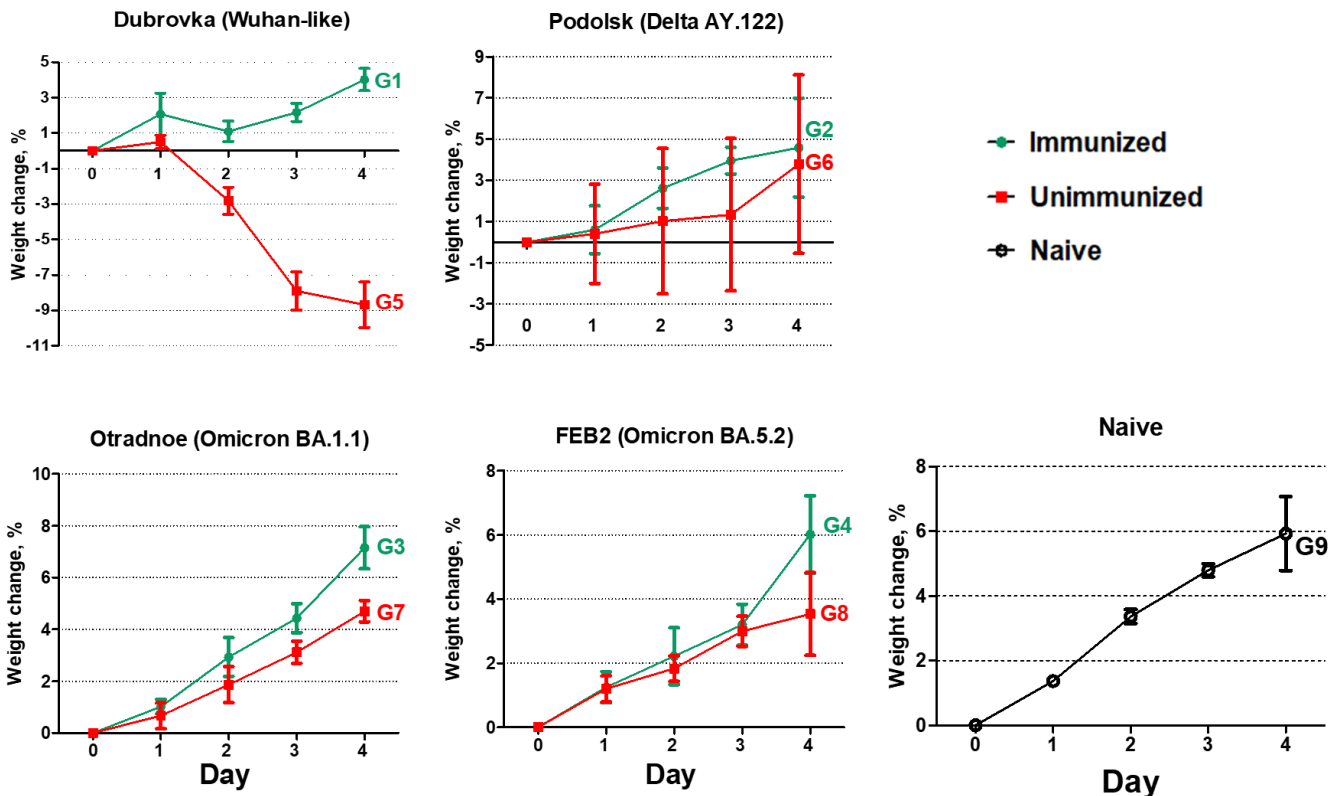 Dubrovka (Wuhan-like)
Weight change, %
5
3
1
-1
-3
-5
-7
-9
-11
0 1 2 3 4
G1
G5
Podolsk (Delta AY.122)
Weight change, %
9
7
5
3
1
-1
-3
-5
0 1 2 3 4
G2
G6
Immunized
Unimmunized
Naive
Otradnoe (Omicron BA.1.1)
Weight change, %
10
8
6
4
2
0
0 1 2 3 4
G3
G7
Day
FEB2 (Omicron BA.5.2)
Weight change, %
8
6
4
2
0
0 1 2 3 4
G4
G8
Day
Naive
Weight change, %
8
6
4
2
0
0 1 2 3 4
G9
Day